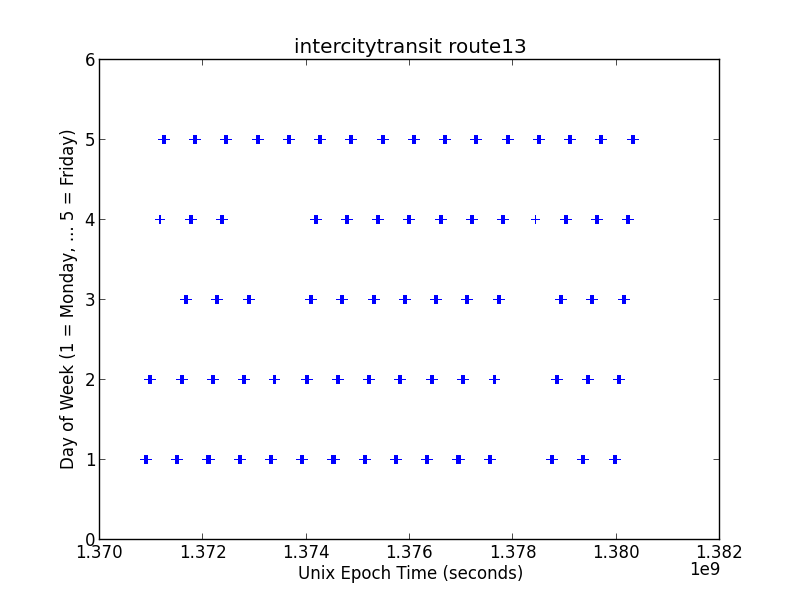 intercitytransit route13
6
5
4
3
2
1
0
Day of Week (1 = Monday, ... 5 = Friday)
1.370 1.372 1.374 1.376 1.378 1.380 1.382
1e9
Unix Epoch Time (seconds)